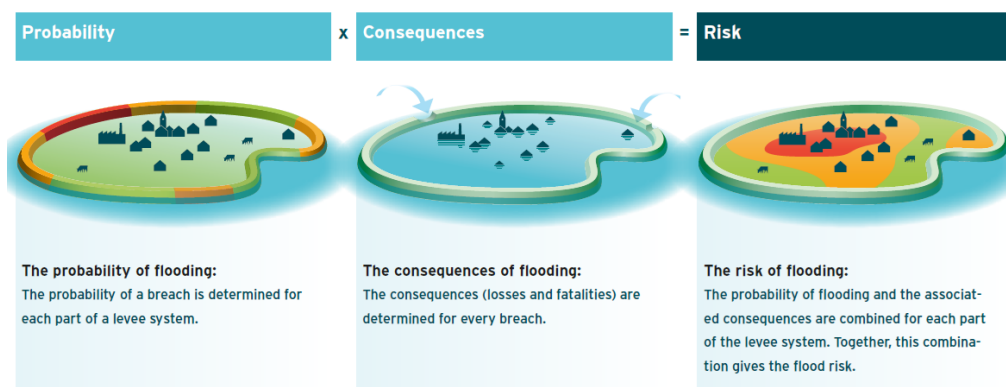 Probability x Consequences = Risk
The probability of flooding:
The probability of a breach is determined for
each part of a levee system.
The consequences of flooding:
The consequences (losses and fatalities) are
determined for every breach.
The risk of flooding:
The probability of flooding and the associat-
ed consequences are combined for each part
of the levee system. Together, this combina-
tion gives the flood risk.